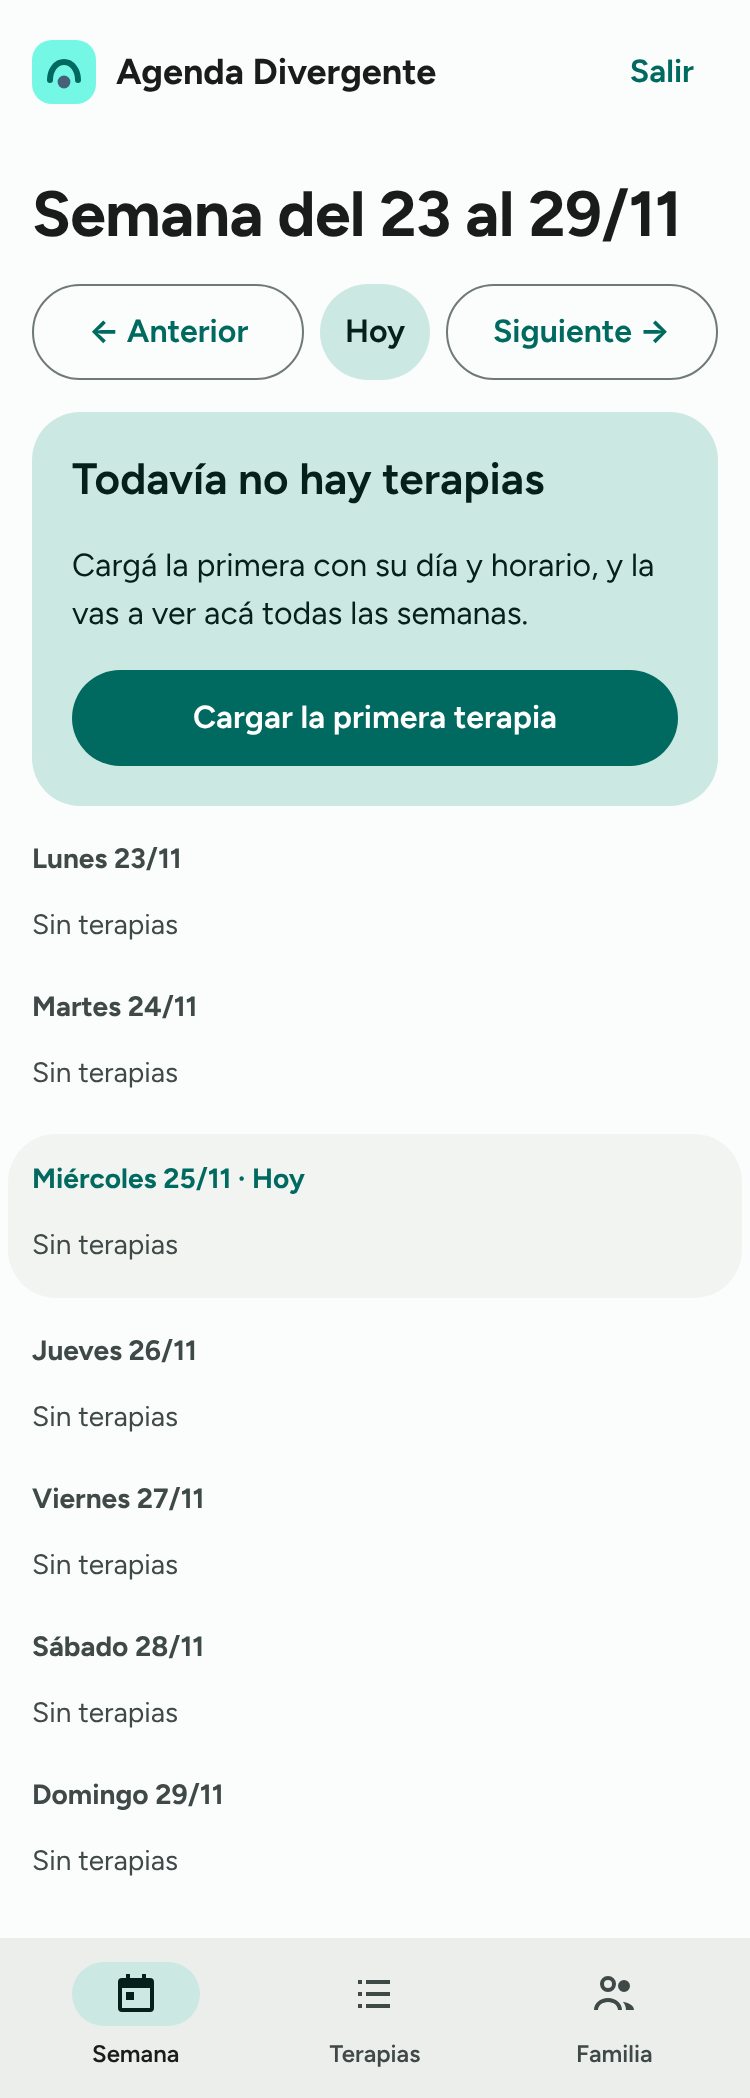 Agenda Divergente
Salir
Semana del 23 al 29/11
← Anterior
Hoy
Siguiente →
Todavía no hay terapias
Cargá la primera con su día y horario, y la
vas a ver acá todas las semanas.
Cargar la primera terapia
Lunes 23/11
Sin terapias
Martes 24/11
Sin terapias
Miércoles 25/11 · Hoy
Sin terapias
Jueves 26/11
Sin terapias
Viernes 27/11
Sin terapias
Sábado 28/11
Sin terapias
Domingo 29/11
Sin terapias
Semana
Terapias
Familia